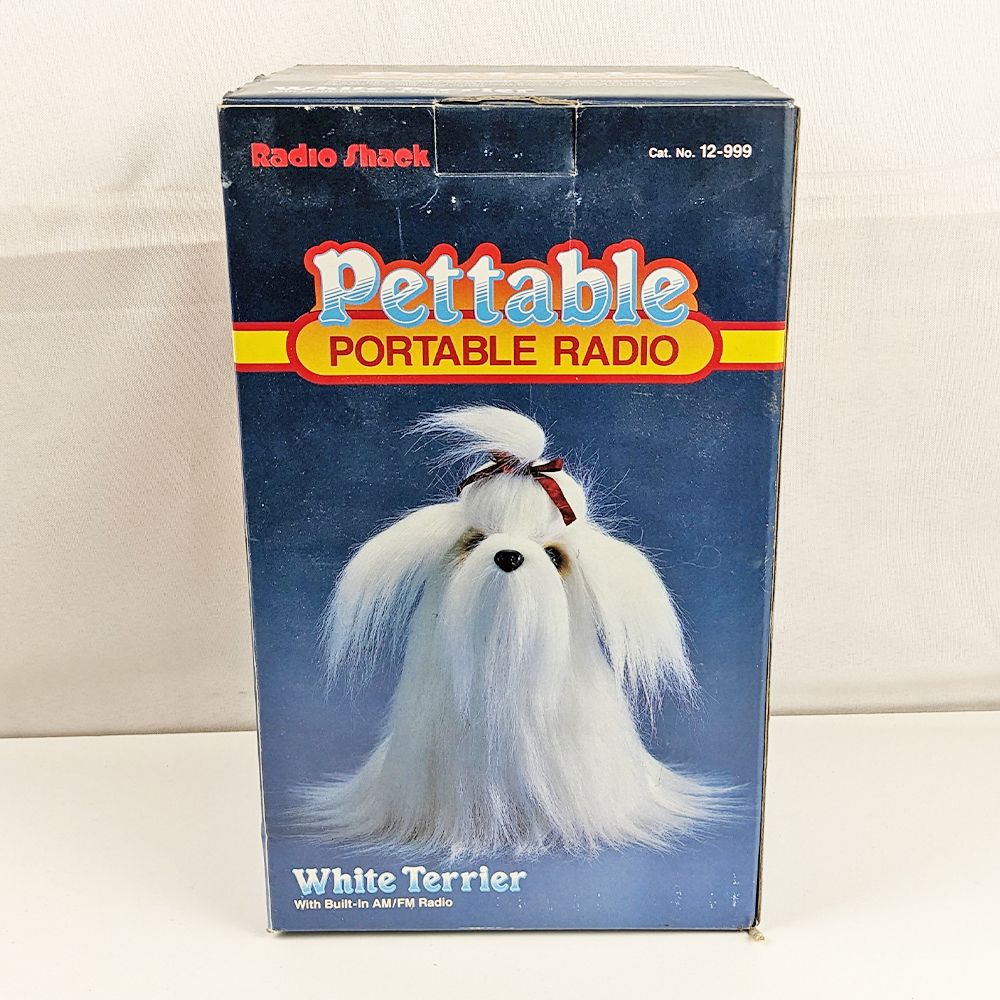 Radio Shack
Cat. No. 12-999
Pettable
PORTABLE RADIO
White Terrier
With Built-In AM/FM Radio